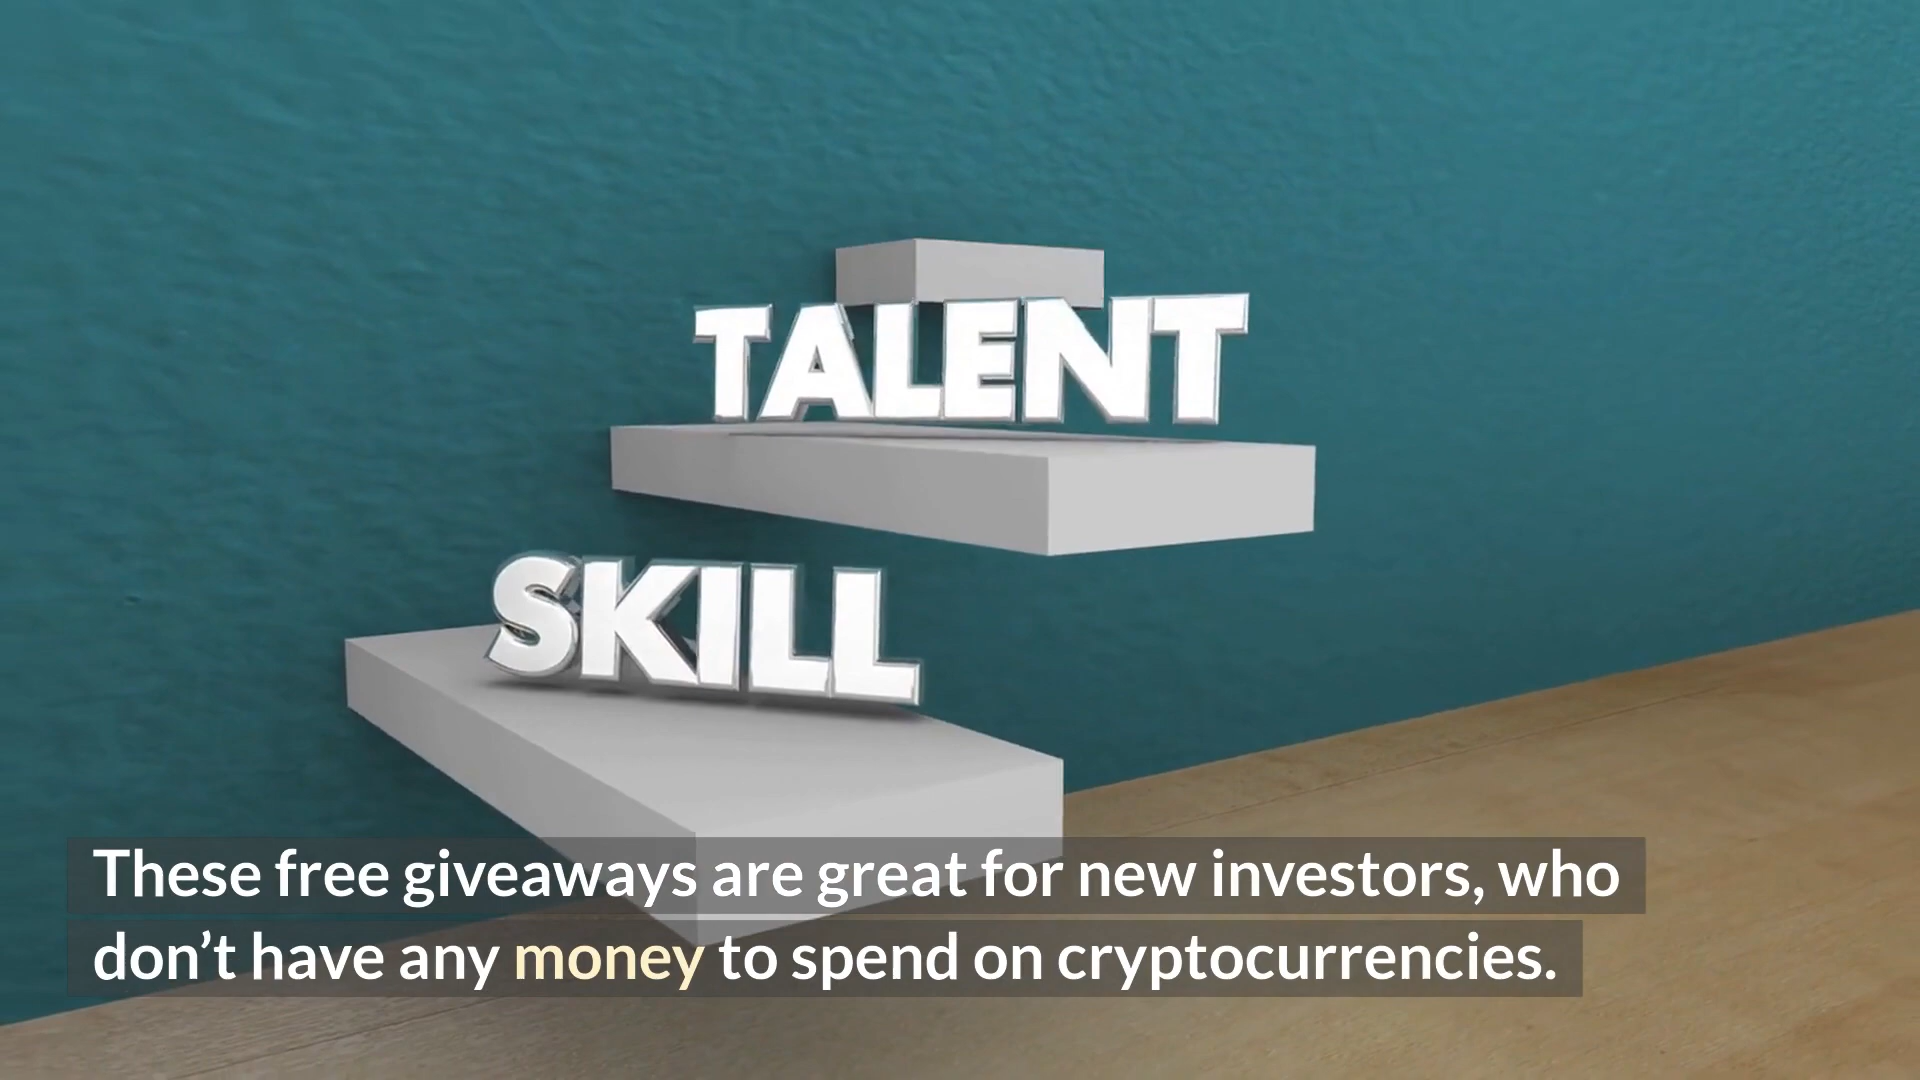 TALENT
SKILL
These free giveaways are great for new investors, who
don’t have any money to spend on cryptocurrencies.